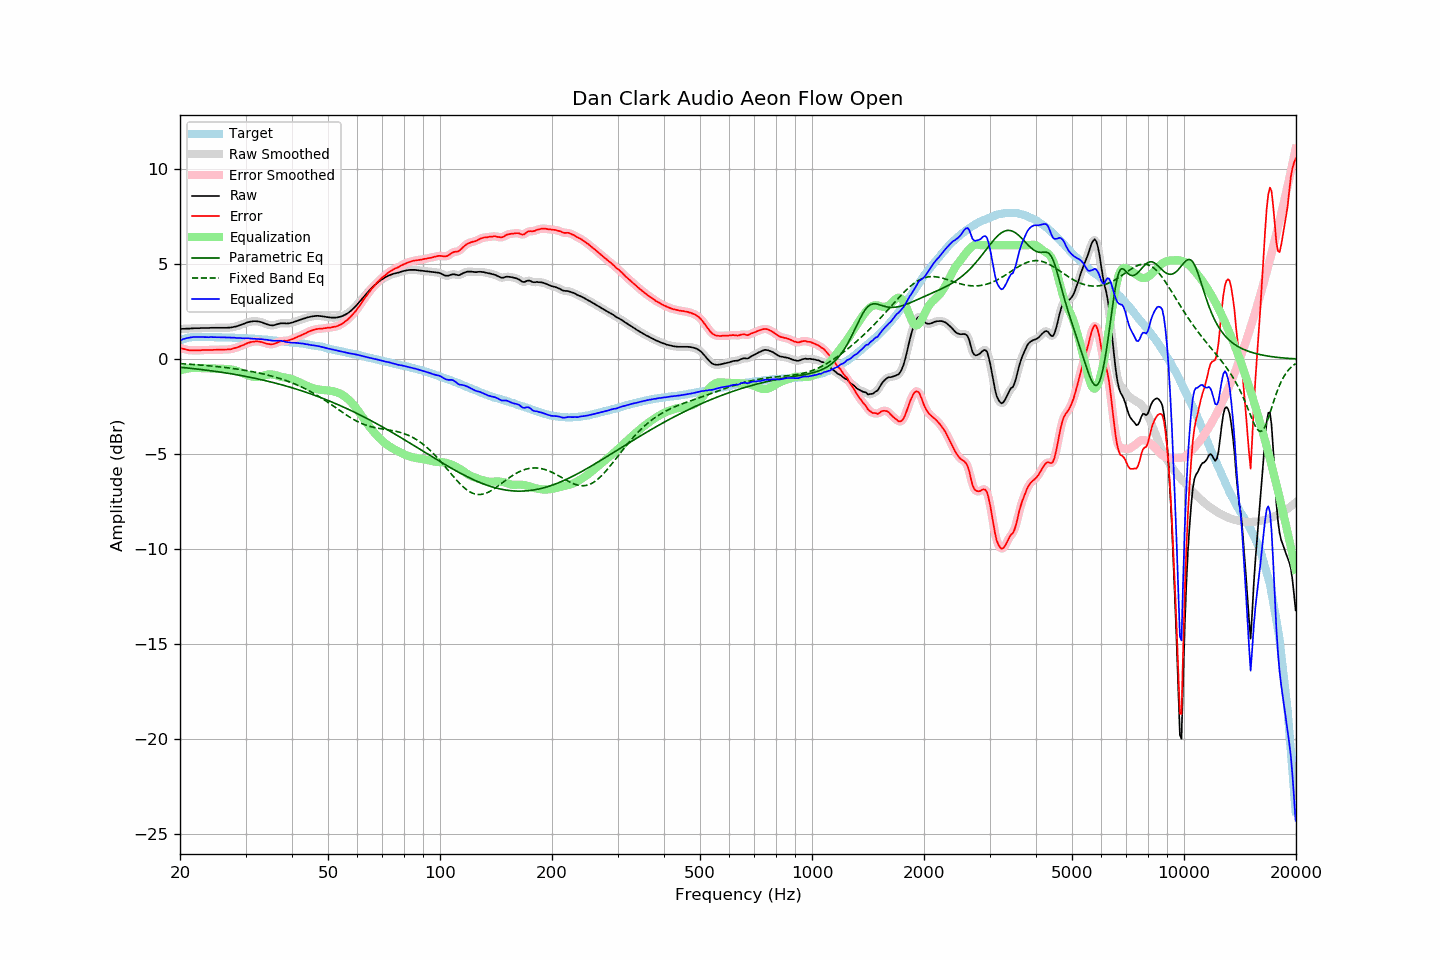 Dan Clark Audio Aeon Flow Open
Target
Raw Smoothed
Error Smoothed
Raw
Error
Equalization
Parametric Eq
Fixed Band Eq
Equalized
Amplitude (dBr)
10
5
0
−5
−10
−15
−20
−25
20 50 100 200 500 1000 2000 5000 10000 20000
Frequency (Hz)